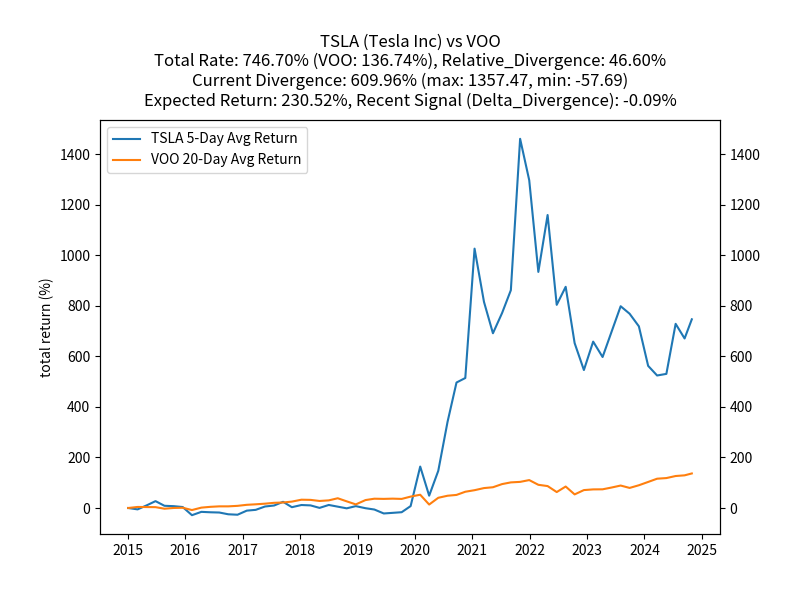 TSLA (Tesla Inc) vs VOO
Total Rate: 746.70% (VOO: 136.74%), Relative_Divergence: 46.60%
Current Divergence: 609.96% (max: 1357.47, min: -57.69)
Expected Return: 230.52%, Recent Signal (Delta_Divergence): -0.09%
TSLA 5-Day Avg Return
VOO 20-Day Avg Return
1400 1400
1200 1200
1000 1000
800 800
600 600
400 400
200 200
0 0
total return (%)
2015 2016 2017 2018 2019 2020 2021 2022 2023 2024 2025